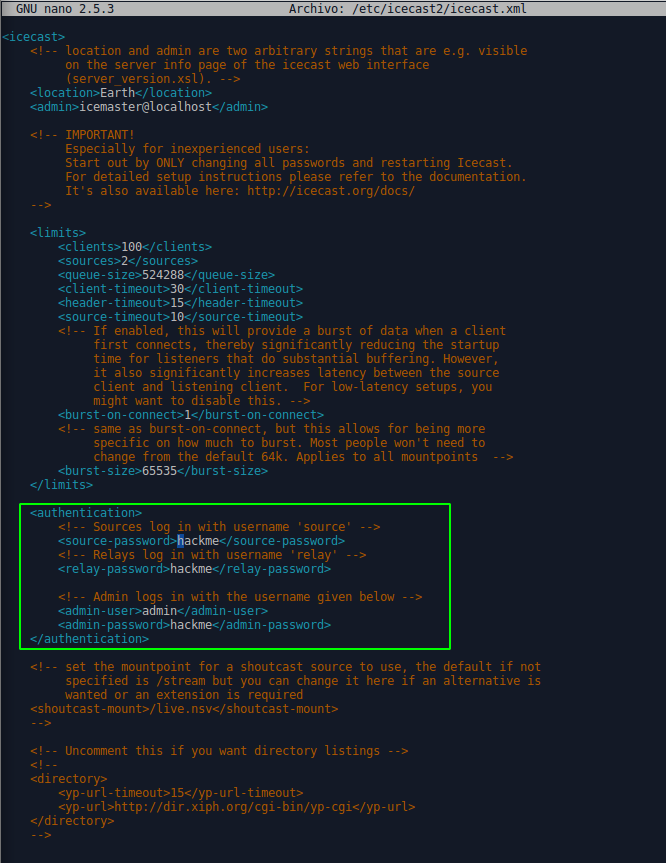 GNU nano 2.5.3 Archivo: /etc/icecast2/icecast.xml
<icecast>
<!-- location and admin are two arbitrary strings that are e.g. visible
on the server info page of the icecast web interface
(server_version.xsl). -->
<location>Earth</location>
<admin>icemaster@localhost</admin>
<!-- IMPORTANT!
Especially for inexperienced users:
Start out by ONLY changing all passwords and restarting Icecast.
For detailed setup instructions please refer to the documentation.
It's also available here: http://icecast.org/docs/
-->
<limits>
<clients>100</clients>
<sources>2</sources>
<queue-size>524288</queue-size>
<client-timeout>30</client-timeout>
<header-timeout>15</header-timeout>
<source-timeout>10</source-timeout>
<!-- If enabled, this will provide a burst of data when a client
first connects, thereby significantly reducing the startup
time for listeners that do substantial buffering. However,
it also significantly increases latency between the source
client and listening client.  For low-latency setups, you
might want to disable this. -->
<burst-on-connect>1</burst-on-connect>
<!-- same as burst-on-connect, but this allows for being more
specific on how much to burst. Most people won't need to
change from the default 64k. Applies to all mountpoints  -->
<burst-size>65535</burst-size>
</limits>
<authentication>
<!-- Sources log in with username 'source' -->
<source-password>hackme</source-password>
<!-- Relays log in with username 'relay' -->
<relay-password>hackme</relay-password>
<!-- Admin logs in with the username given below -->
<admin-user>admin</admin-user>
<admin-password>hackme</admin-password>
</authentication>
<!-- set the mountpoint for a shoutcast source to use, the default if not
specified is /stream but you can change it here if an alternative is
wanted or an extension is required
<shoutcast-mount>/live.nsv</shoutcast-mount>
-->
<!-- Uncomment this if you want directory listings -->
<!--
<directory>
<yp-url-timeout>15</yp-url-timeout>
<yp-url>http://dir.xiph.org/cgi-bin/yp-cgi</yp-url>
</directory>
-->